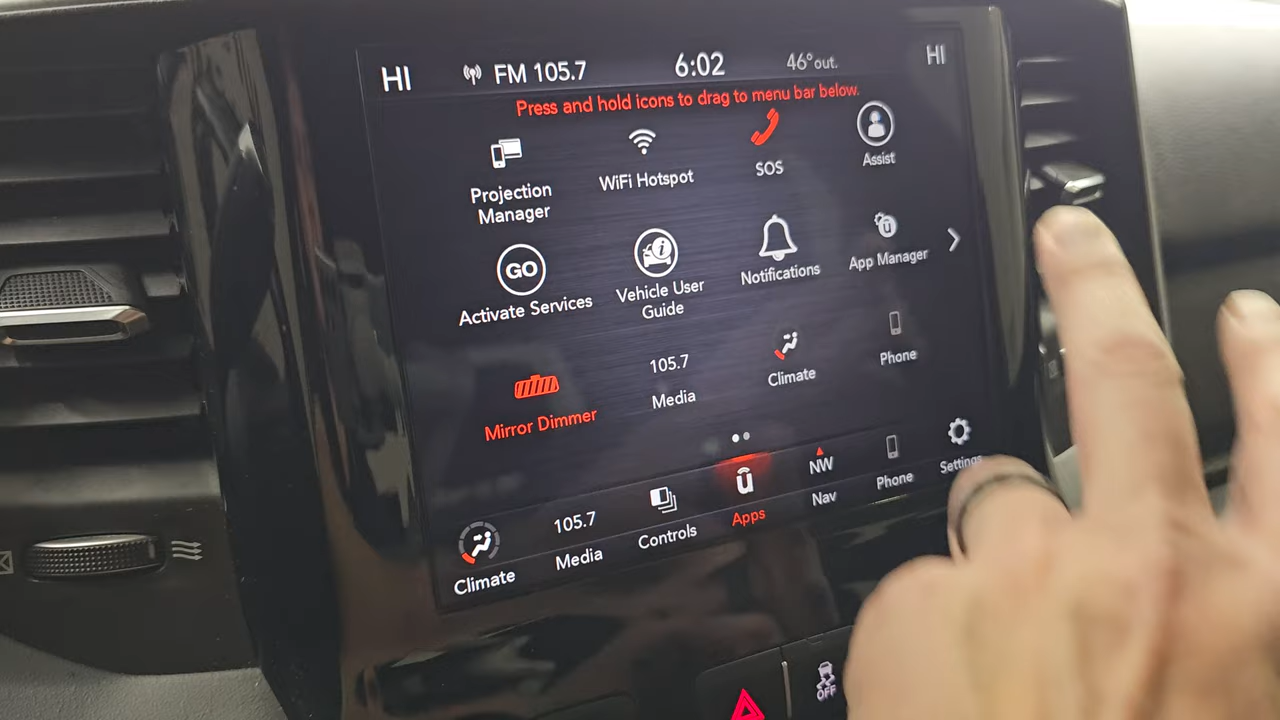 HI FM 105.7 6:02 46° out. HI
Press and hold icons to drag to menu bar below.
Projection
Manager
WiFi Hotspot
SOS
Assist
GO
Activate Services
Vehicle User
Guide
Notifications
App Manager
Mirror Dimmer
105.7
Media
Climate
Phone
Climate
105.7
Media
Controls
Apps
NW
Nav
Phone
Settings
OFF